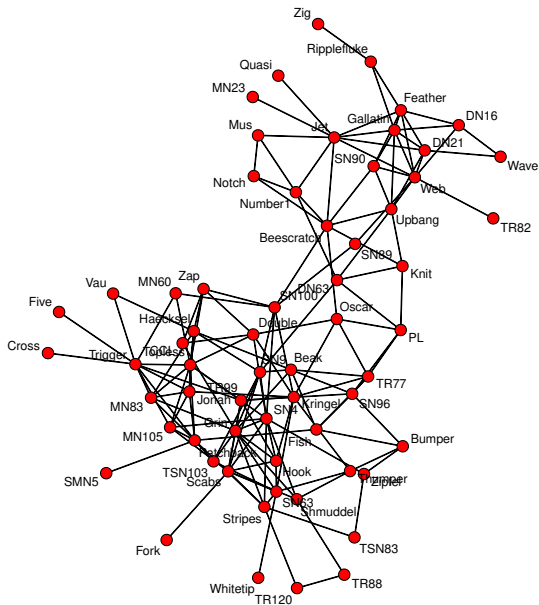 Zig
Ripplefluke
Quasi
MN23
Feather
Gallatin
DN16
Mus
Jet
DN21
Wave
SN90
Web
Notch
Number1
Upbang
TR82
Beescratch
SN89
Knit
DN63
Zap
MN60
Vau
SN100
Five
Oscar
Haecksel
Double
PL
Cross
Trigger
Topless
CCL
SN9
Beak
TR77
TR99
MN83
Jonah
Kringel
SN96
SN4
Grin
MN105
Fish
Bumper
Patchback
TSN103
Hook
Scabs
Thumper
Zipfel
SMN5
SN63
Shmuddel
Stripes
TSN83
Fork
Whitetip
TR120
TR88